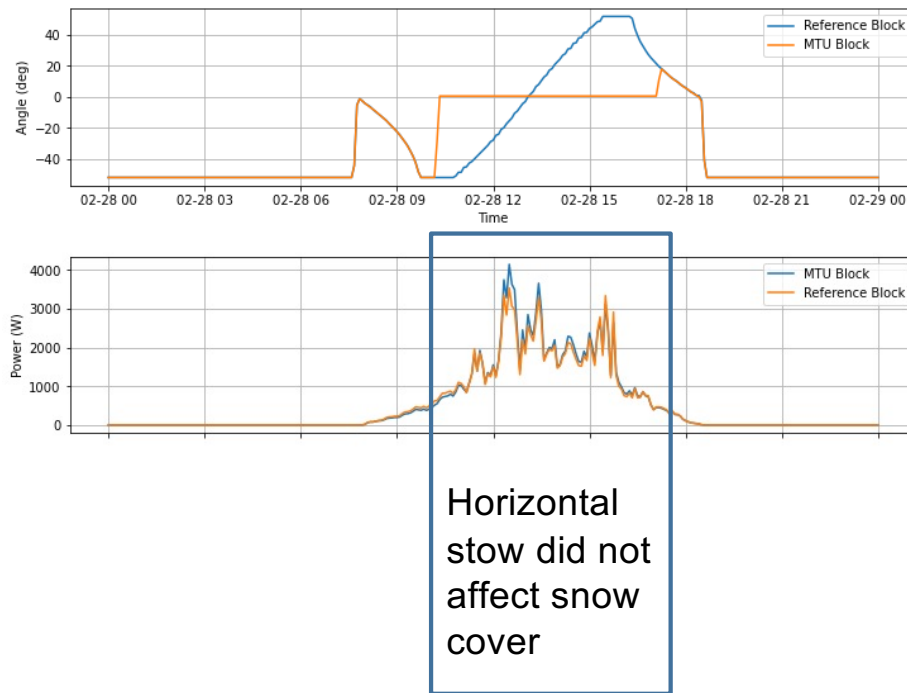 Reference Block
MTU Block
40
20
0
−20
−40
Angle (deg)
02-28 00 02-28 03 02-28 06 02-28 09 02-28 12 02-28 15 02-28 18 02-28 21 02-29 00
Time
MTU Block
Reference Block
4000
3000
2000
1000
0
Power (W)
Horizontal
stow did not
affect snow
cover